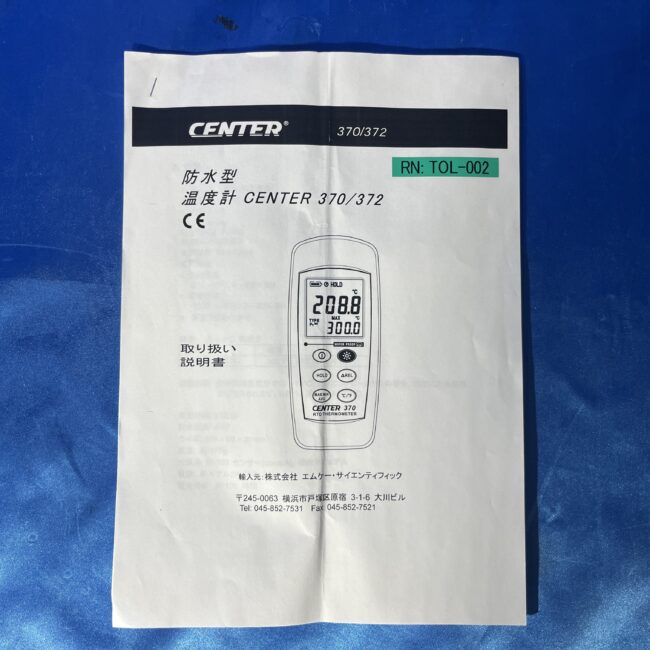 CENTER® 370/372
RN: TOL-002
防水型
温度計 CENTER 370/372
CE
HOLD
℃
208.8
TYPE MAX ℃
300.0
取り扱い
説明書
HOLD ΔREL
℃/℉
CENTER 370
RTD THERMOMETER
輸入元: 株式会社 エムケー・サイエンティフィック
〒245-0063 横浜市戸塚区原宿 3-1-6 大川ビル
Tel: 045-852-7531 Fax: 045-852-7521